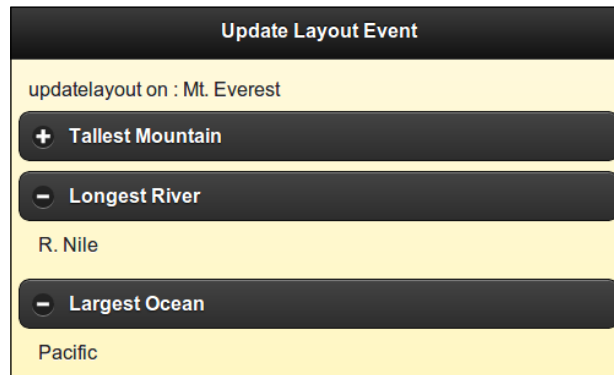 Update Layout Event
updatelayout on : Mt. Everest
Tallest Mountain
Longest River
R. Nile
Largest Ocean
Pacific